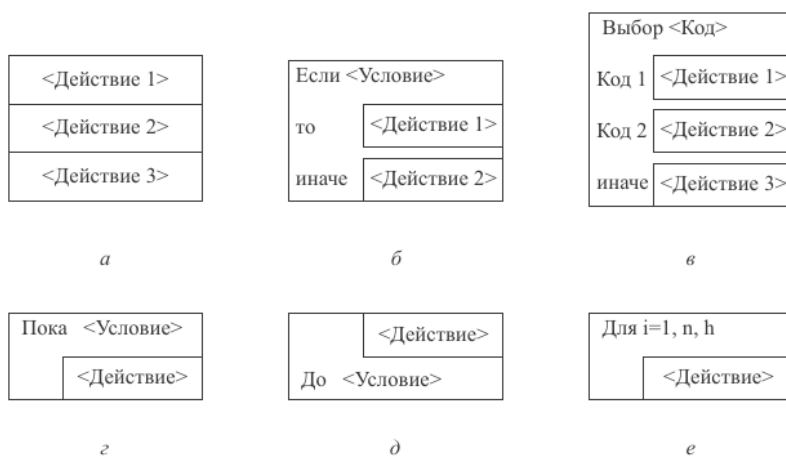 <Действие 1>
<Действие 2>
<Действие 3>
а
Если <Условие>
то <Действие 1>
иначе <Действие 2>
б
Выбор <Код>
Код 1 <Действие 1>
Код 2 <Действие 2>
иначе <Действие 3>
в
Пока <Условие>
<Действие>
г
<Действие>
До <Условие>
д
Для i=1, n, h
<Действие>
е